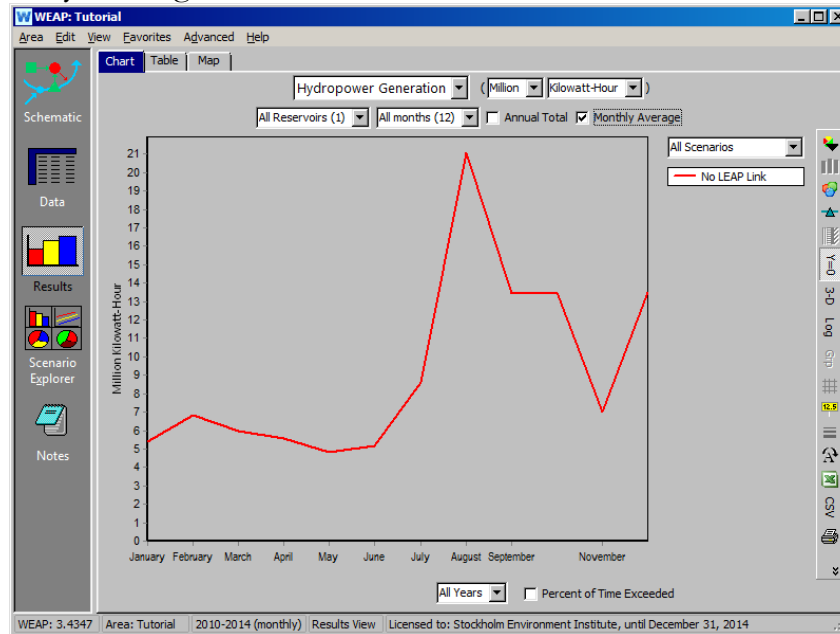 WEAP: Tutorial
Area Edit View Favorites Advanced Help
Chart Table Map
Hydropower Generation ( Million Kilowatt-Hour )
All Reservoirs (1) All months (12) Annual Total Monthly Average
All Scenarios
No LEAP Link
Schematic
Data
Results
Scenario
Explorer
Notes
Million Kilowatt-Hour
21
20
19
18
17
16
15
14
13
12
11
10
9
8
7
6
5
4
3
2
1
0
January February March April May June July August September November
Y=0
3-D
Log
Grp
12.5
A
CSV
All Years Percent of Time Exceeded
WEAP: 3.4347 Area: Tutorial 2010-2014 (monthly) Results View Licensed to: Stockholm Environment Institute, until December 31, 2014